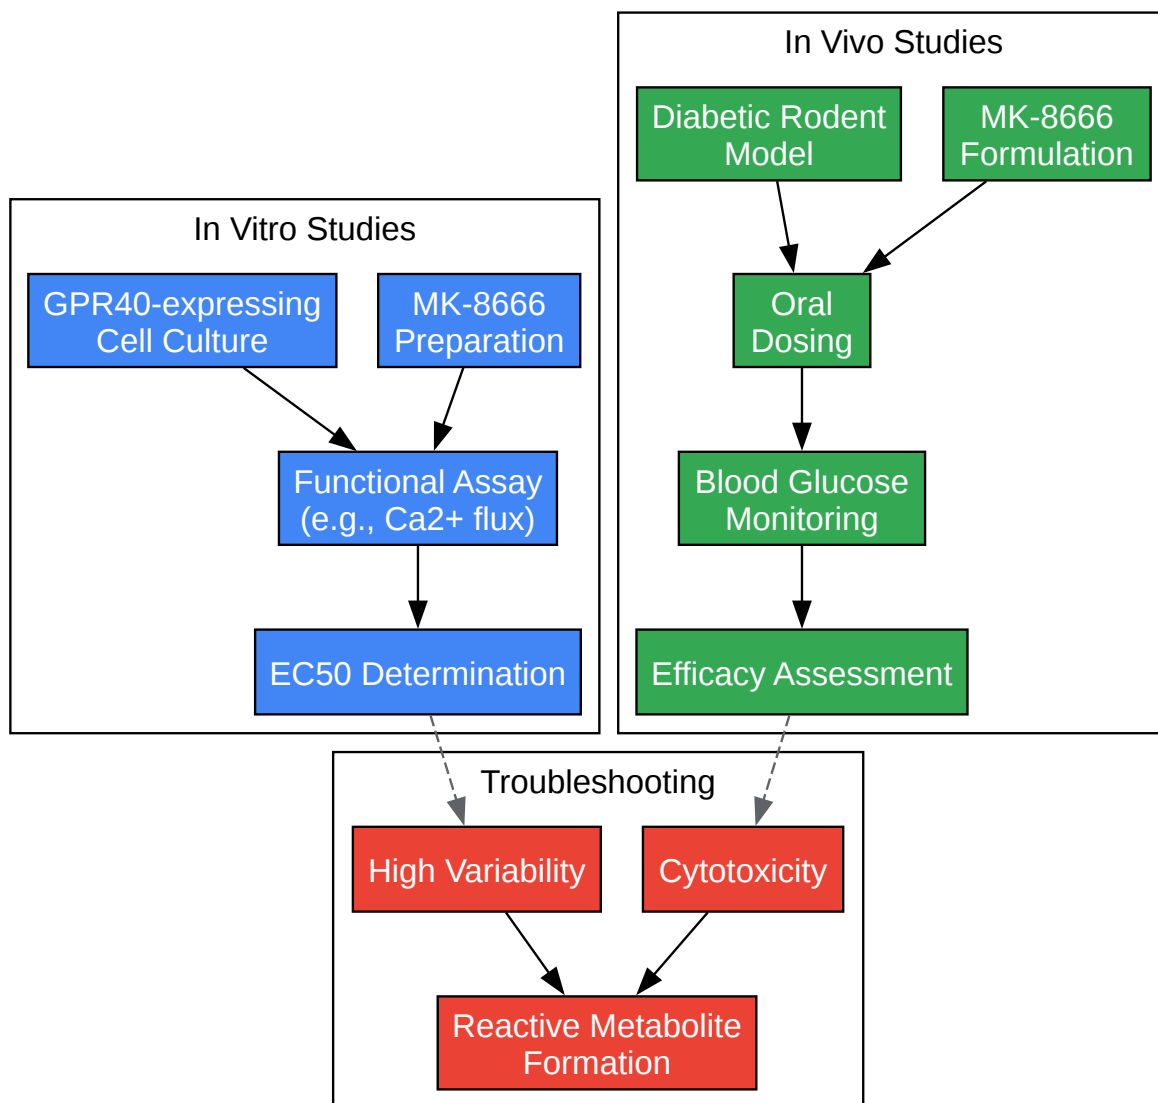 In Vivo Studies
Diabetic Rodent
Model
MK-8666
Formulation
In Vitro Studies
GPR40-expressing
Cell Culture
MK-8666
Preparation
Oral
Dosing
Functional Assay
(e.g., Ca2+ flux)
Blood Glucose
Monitoring
EC50 Determination
Efficacy Assessment
Troubleshooting
High Variability
Cytotoxicity
Reactive Metabolite
Formation